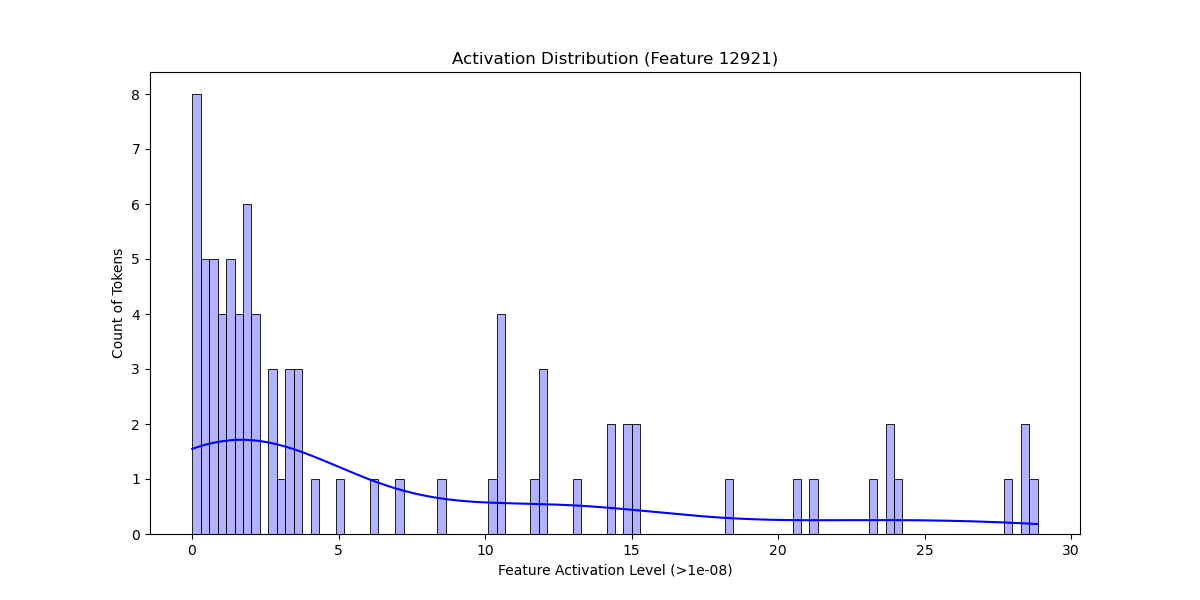 Activation Distribution (Feature 12921)
8
7
6
5
4
3
2
1
0
Count of Tokens
0 5 10 15 20 25 30
Feature Activation Level (>1e-08)